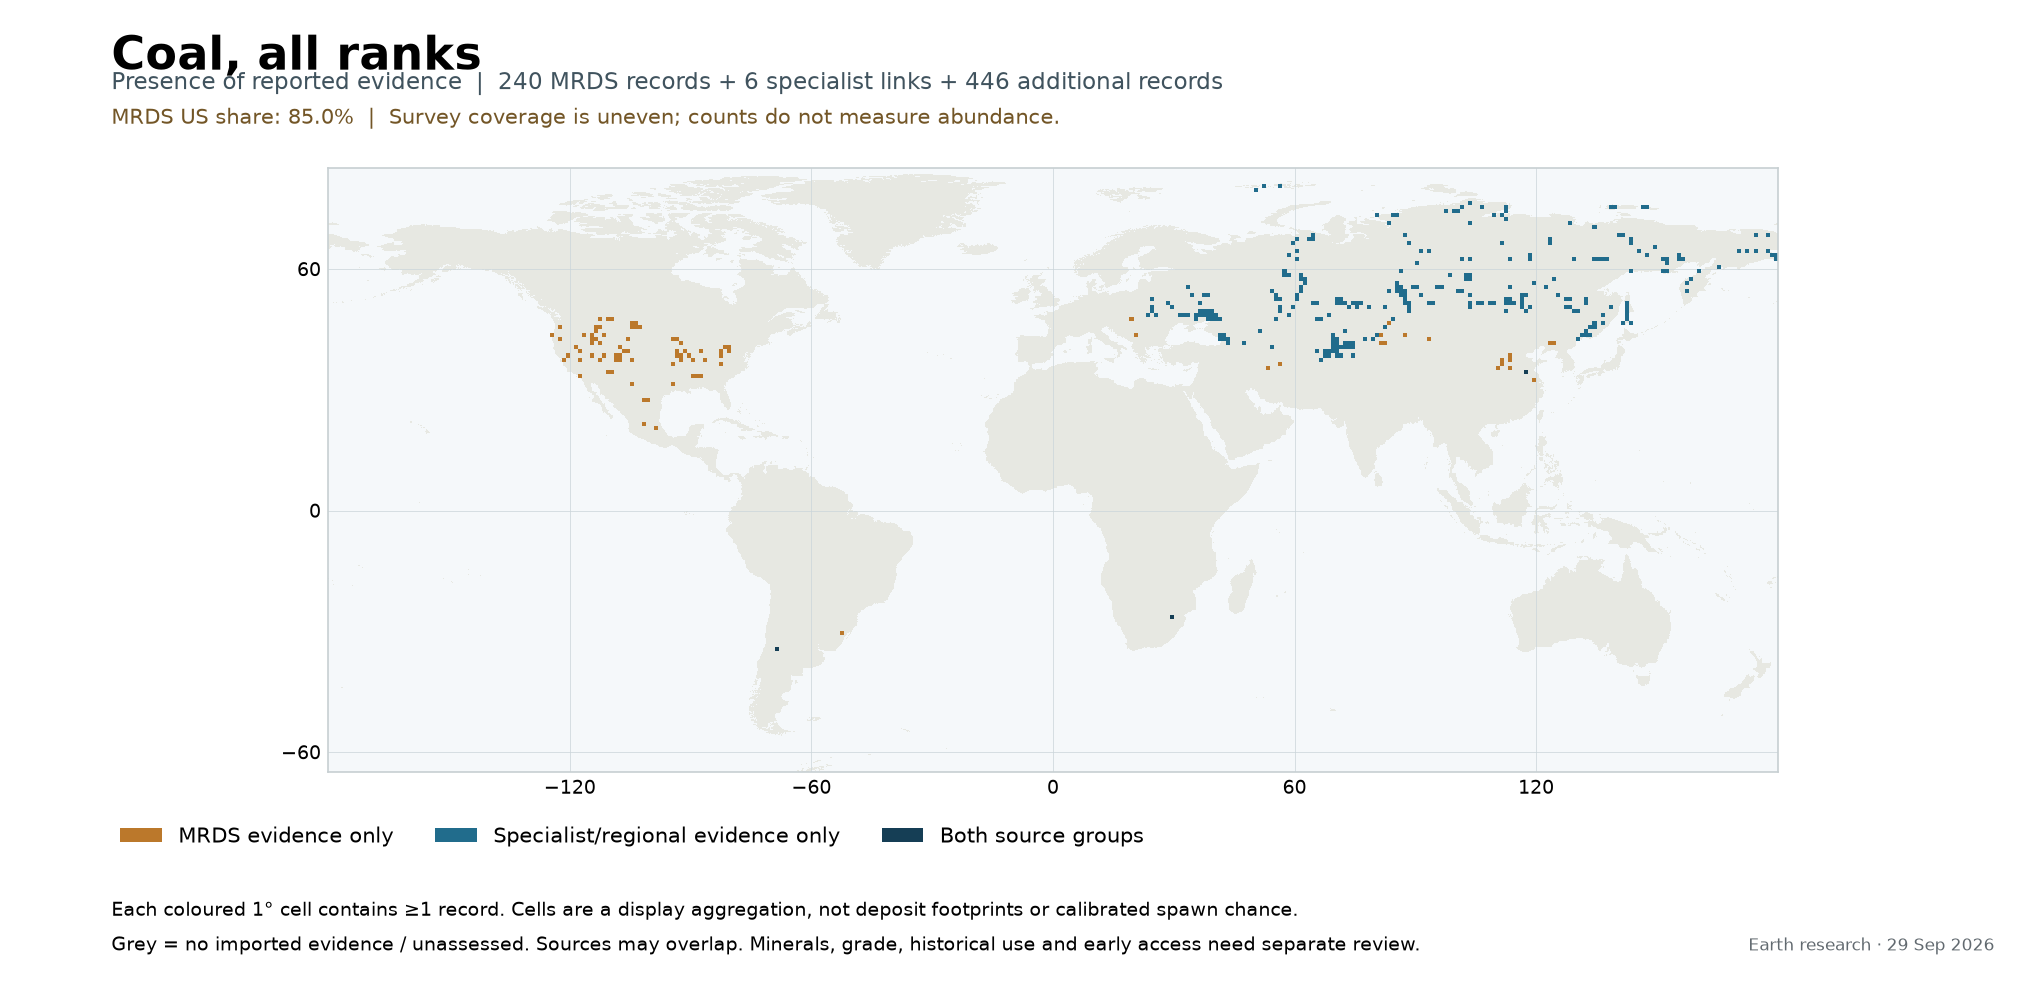 Coal, all ranks
Presence of reported evidence | 240 MRDS records + 6 specialist links + 446 additional records
MRDS US share: 85.0% | Survey coverage is uneven; counts do not measure abundance.
60
0
−60
−120 −60 0 60 120
MRDS evidence only Specialist/regional evidence only Both source groups
Each coloured 1° cell contains ≥1 record. Cells are a display aggregation, not deposit footprints or calibrated spawn chance.
Grey = no imported evidence / unassessed. Sources may overlap. Minerals, grade, historical use and early access need separate review.
Earth research · 29 Sep 2026